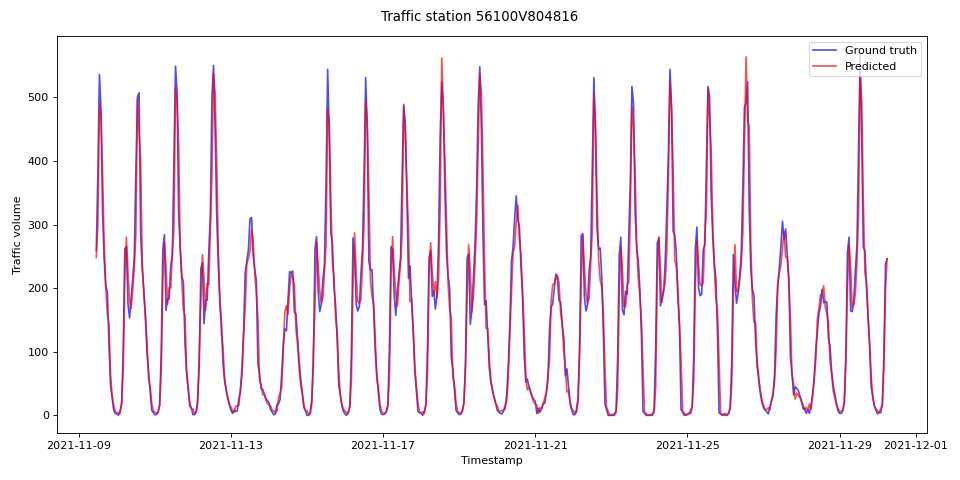 Traffic station 56100V804816
Ground truth
Predicted
Traffic volume
500
400
300
200
100
0
2021-11-09
2021-11-13
2021-11-17
2021-11-21
2021-11-25
2021-11-29
2021-12-01
Timestamp